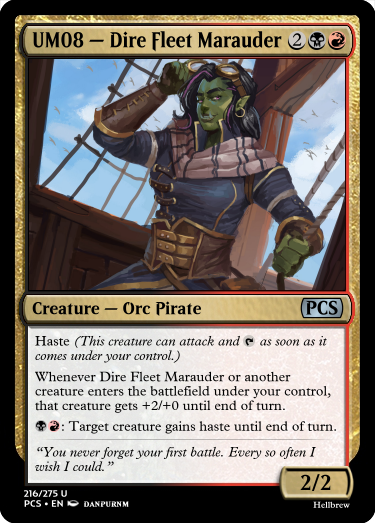 UM08 — Dire Fleet Marauder 2
Creature — Orc Pirate PCS
Haste (This creature can attack and as soon as it
comes under your control.)
Whenever Dire Fleet Marauder or another
creature enters the battlefield under your control,
that creature gets +2/+0 until end of turn.
: Target creature gains haste until end of turn.
“You never forget your first battle. Every so often I
wish I could.”
2/2
216/275 U
PCS • EN DANPURNM
Hellbrew